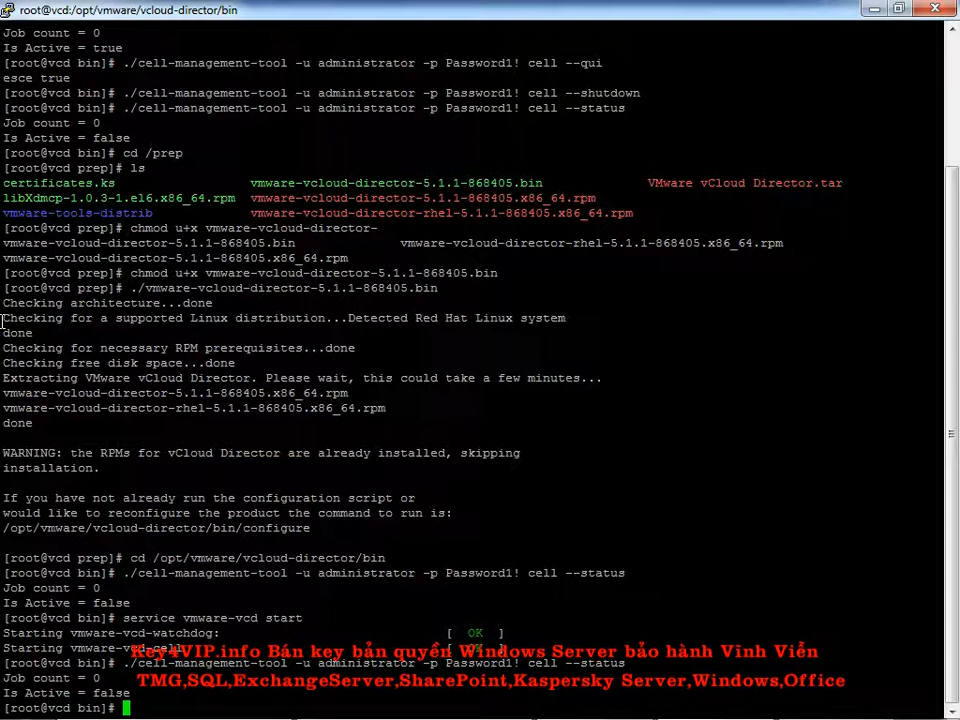 root@vcd:/opt/vmware/vcloud-director/bin
Job count = 0
Is Active = true
[root@vcd bin]# ./cell-management-tool -u administrator -p Password1! cell --qui
esce true
[root@vcd bin]# ./cell-management-tool -u administrator -p Password1! cell --shutdown
[root@vcd bin]# ./cell-management-tool -u administrator -p Password1! cell --status
Job count = 0
Is Active = false
[root@vcd bin]# cd /prep
[root@vcd prep]# ls
certificates.ks vmware-vcloud-director-5.1.1-868405.bin VMware vCloud Director.tar
libXdmcp-1.0.3-1.el6.x86_64.rpm vmware-vcloud-director-5.1.1-868405.x86_64.rpm
vmware-tools-distrib vmware-vcloud-director-rhel-5.1.1-868405.x86_64.rpm
[root@vcd prep]# chmod u+x vmware-vcloud-director-
vmware-vcloud-director-5.1.1-868405.bin vmware-vcloud-director-rhel-5.1.1-868405.x86_64.rpm
vmware-vcloud-director-5.1.1-868405.x86_64.rpm
[root@vcd prep]# chmod u+x vmware-vcloud-director-5.1.1-868405.bin
[root@vcd prep]# ./vmware-vcloud-director-5.1.1-868405.bin
Checking architecture...done
Checking for a supported Linux distribution...Detected Red Hat Linux system
done
Checking for necessary RPM prerequisites...done
Checking free disk space...done
Extracting VMware vCloud Director. Please wait, this could take a few minutes...
vmware-vcloud-director-5.1.1-868405.x86_64.rpm
vmware-vcloud-director-rhel-5.1.1-868405.x86_64.rpm
done
WARNING: the RPMs for vCloud Director are already installed, skipping
installation.
If you have not already run the configuration script or
would like to reconfigure the product the command to run is:
/opt/vmware/vcloud-director/bin/configure
[root@vcd prep]# cd /opt/vmware/vcloud-director/bin
[root@vcd bin]# ./cell-management-tool -u administrator -p Password1! cell --status
Job count = 0
Is Active = false
[root@vcd bin]# service vmware-vcd start
Starting vmware-vcd-watchdog: [ OK ]
Starting vmware-vcd-cell [ OK ]
Key4VIP.info Bán key bản quyền Windows Server bảo hành Vĩnh Viễn
[root@vcd bin]# ./cell-management-tool -u administrator -p Password1! cell --status
Job count = 0
TMG,SQL,ExchangeServer,SharePoint,Kaspersky Server,Windows,Office
Is Active = false
[root@vcd bin]#